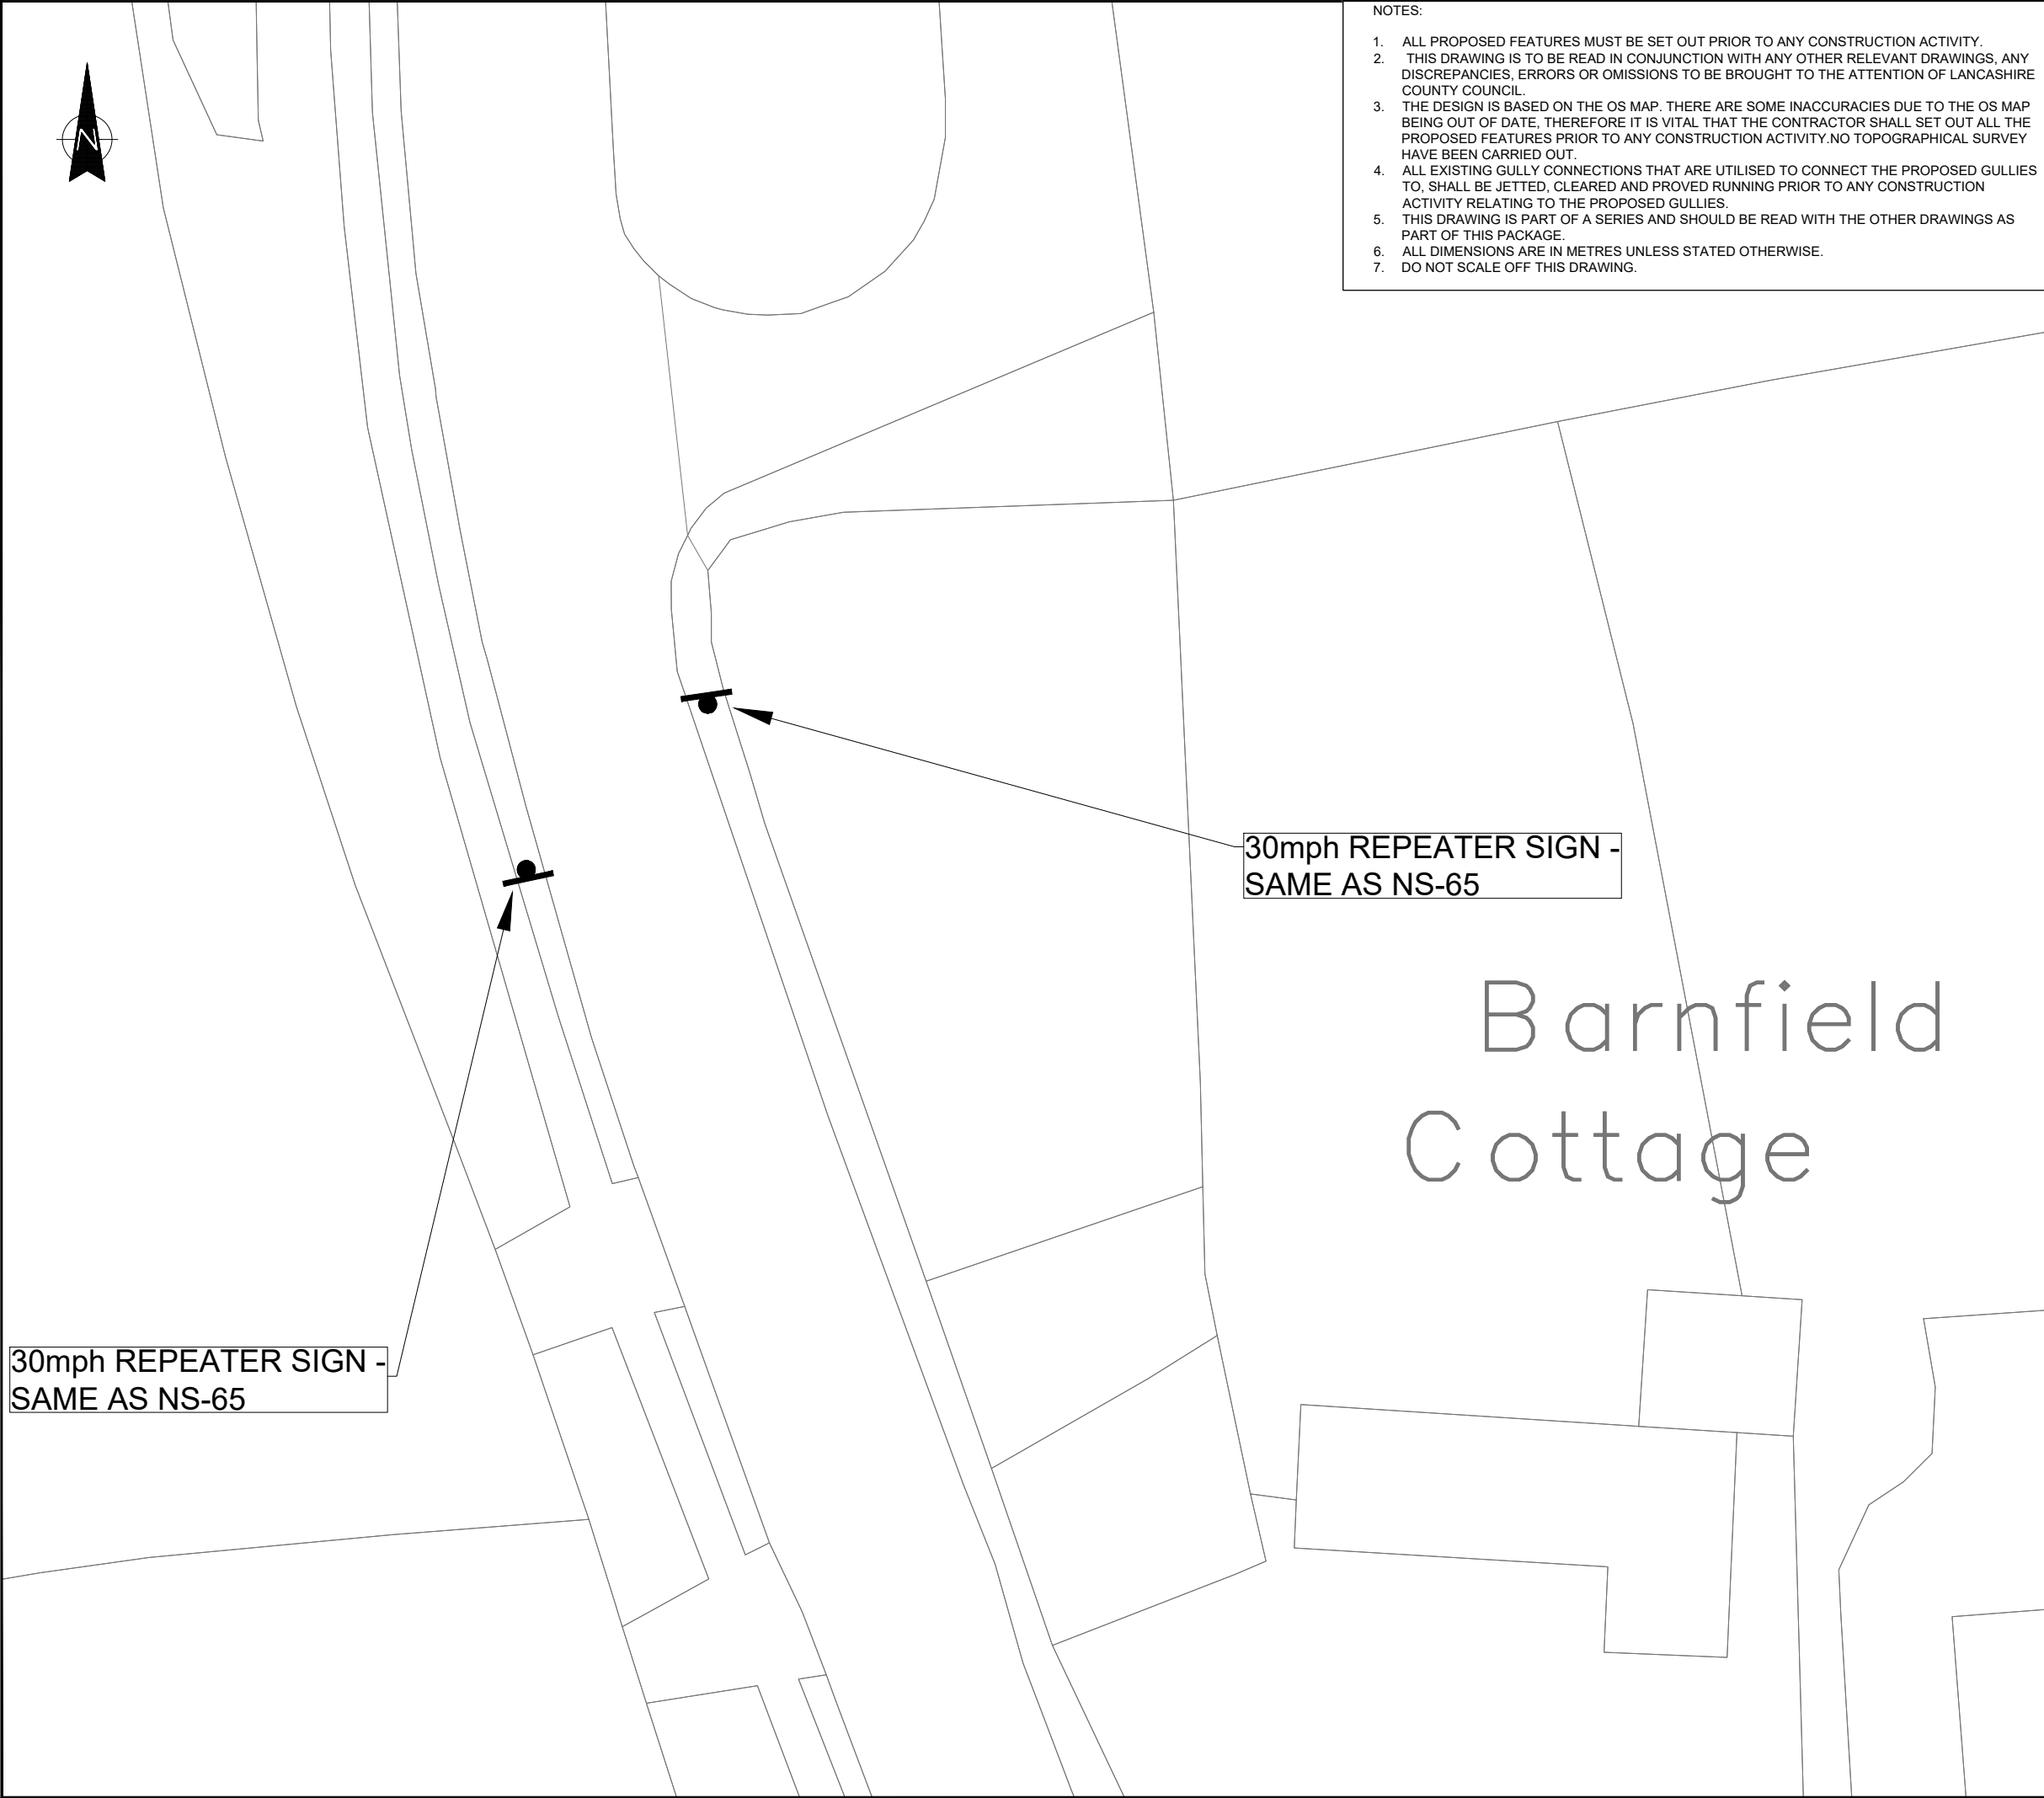 NOTES:
1. ALL PROPOSED FEATURES MUST BE SET OUT PRIOR TO ANY CONSTRUCTION ACTIVITY.
2. THIS DRAWING IS TO BE READ IN CONJUNCTION WITH ANY OTHER RELEVANT DRAWINGS, ANY
DISCREPANCIES, ERRORS OR OMISSIONS TO BE BROUGHT TO THE ATTENTION OF LANCASHIRE
COUNTY COUNCIL.
3. THE DESIGN IS BASED ON THE OS MAP. THERE ARE SOME INACCURACIES DUE TO THE OS MAP
BEING OUT OF DATE, THEREFORE IT IS VITAL THAT THE CONTRACTOR SHALL SET OUT ALL THE
PROPOSED FEATURES PRIOR TO ANY CONSTRUCTION ACTIVITY.NO TOPOGRAPHICAL SURVEY
HAVE BEEN CARRIED OUT.
4. ALL EXISTING GULLY CONNECTIONS THAT ARE UTILISED TO CONNECT THE PROPOSED GULLIES
TO, SHALL BE JETTED, CLEARED AND PROVED RUNNING PRIOR TO ANY CONSTRUCTION
ACTIVITY RELATING TO THE PROPOSED GULLIES.
5. THIS DRAWING IS PART OF A SERIES AND SHOULD BE READ WITH THE OTHER DRAWINGS AS
PART OF THIS PACKAGE.
6. ALL DIMENSIONS ARE IN METRES UNLESS STATED OTHERWISE.
7. DO NOT SCALE OFF THIS DRAWING.
N
30mph REPEATER SIGN -
SAME AS NS-65
Barnfield
Cottage
30mph REPEATER SIGN -
SAME AS NS-65